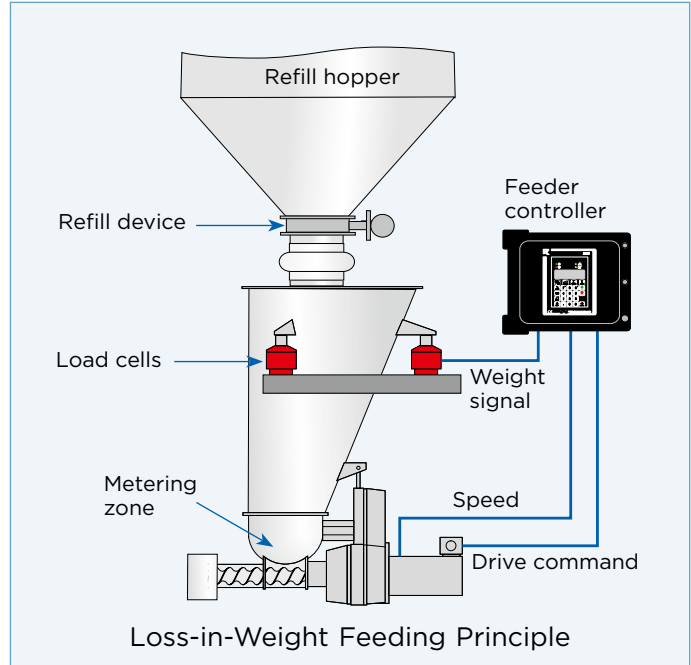 Refill hopper
Feeder
controller
Refill device
Load cells
Weight
signal
Metering
zone
Speed
Drive command
Loss-in-Weight Feeding Principle